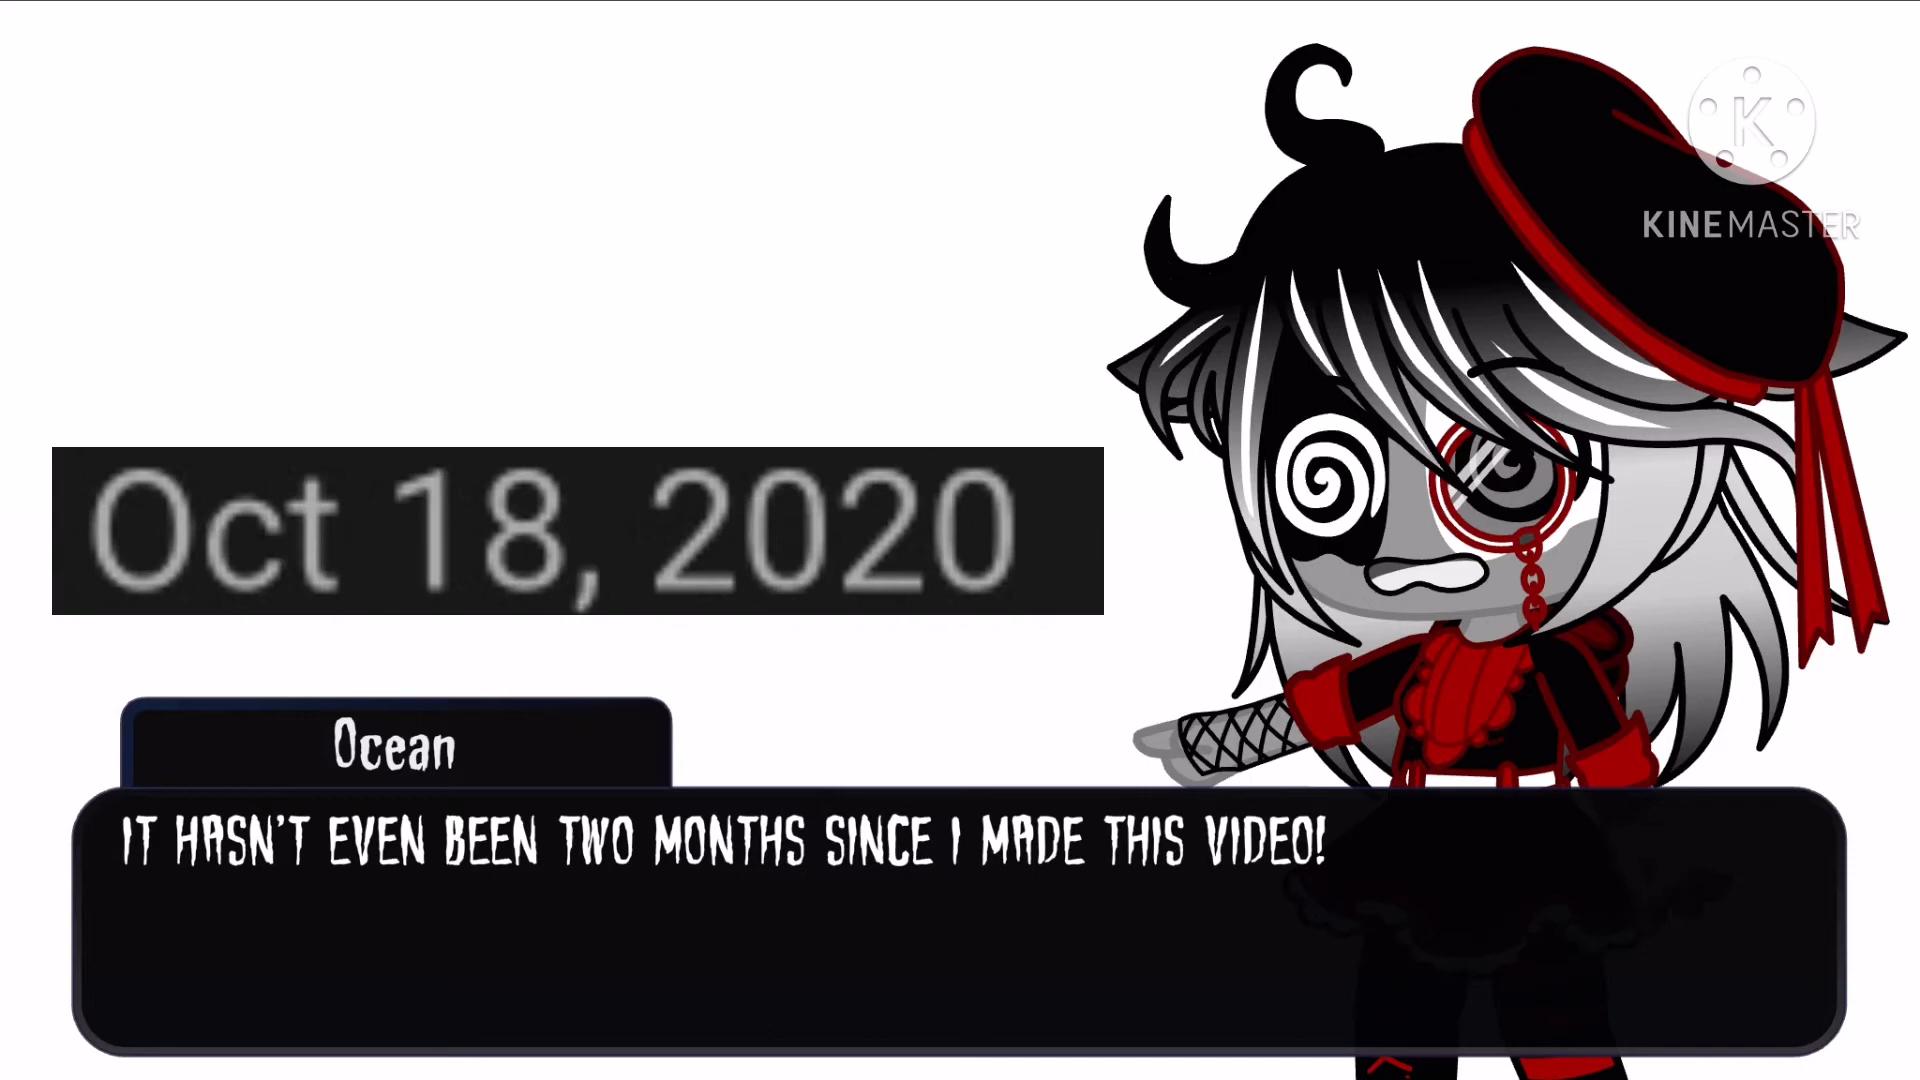 K
KINEMASTER
Oct 18, 2020
Ocean
IT HASN'T EVEN BEEN TWO MONTHS SINCE I MADE THIS VIDEO!